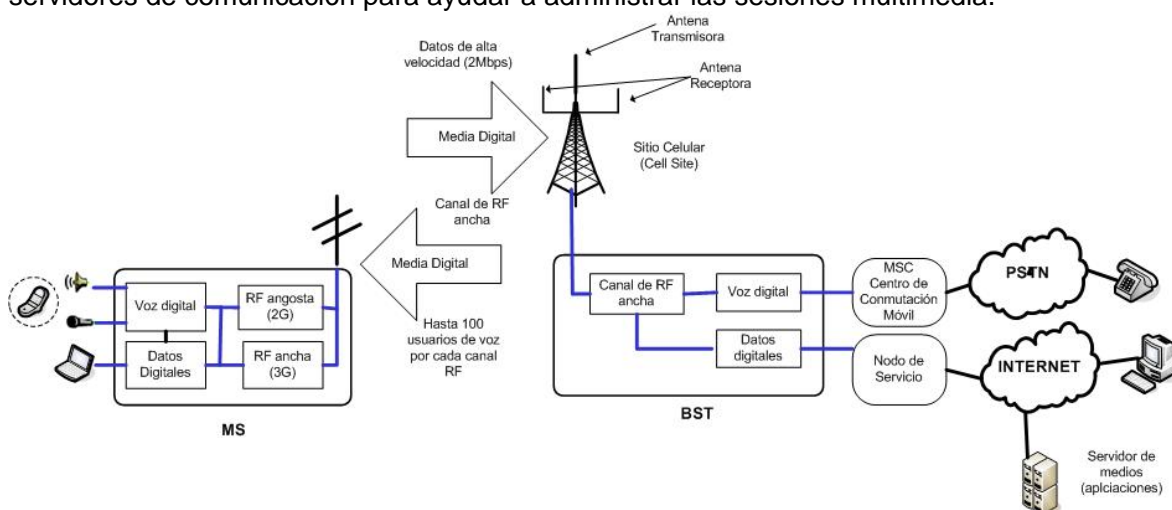 servidores de comunicación para ayudar a administrar las sesiones multimedia.
Antena
Transmisora
Datos de alta
velocidad (2Mbps)
Antena
Receptora
Media Digital
Sitio Celular
(Cell Site)
Canal de RF
ancha
Media Digital
Hasta 100
usuarios de voz
por cada canal
RF
Voz digital
RF angosta
(2G)
Datos
Digitales
RF ancha
(3G)
MS
Canal de RF
ancha
Voz digital
Datos
digitales
BST
MSC
Centro de
Conmutación
Móvil
Nodo de
Servicio
PSTN
INTERNET
Servidor de
medios
(aplciaciones)